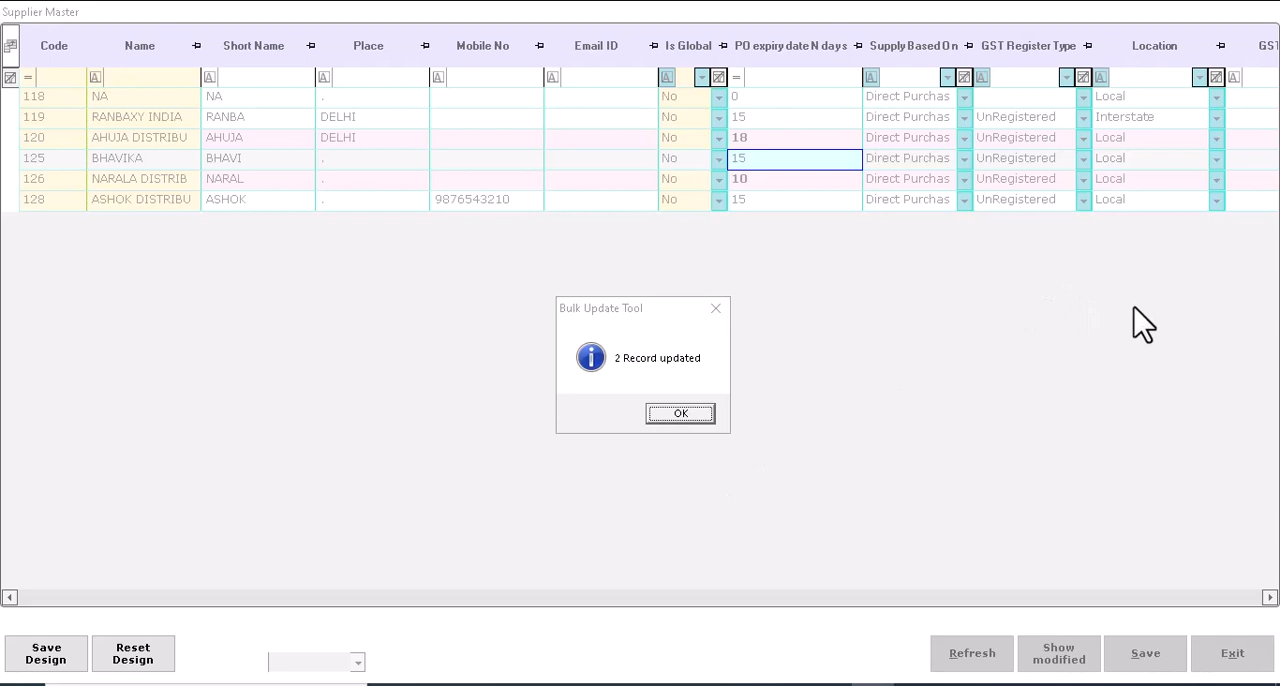 Supplier Master
Code Name Short Name Place Mobile No Email ID Is Global PO expiry date N days Supply Based On GST Register Type Location GST
= A A A A A A = A A A A
118 NA NA . No 0 Direct Purchas Local
119 RANBAXY INDIA RANBA DELHI No 15 Direct Purchas UnRegistered Interstate
120 AHUJA DISTRIBU AHUJA DELHI No 18 Direct Purchas UnRegistered Local
125 BHAVIKA BHAVI . No 15 Direct Purchas UnRegistered Local
126 NARALA DISTRIB NARAL . No 10 Direct Purchas UnRegistered Local
128 ASHOK DISTRIBU ASHOK . 9876543210 No 15 Direct Purchas UnRegistered Local
Bulk Update Tool
2 Record updated
OK
Save Design
Reset Design
Refresh
Show modified
Save
Exit